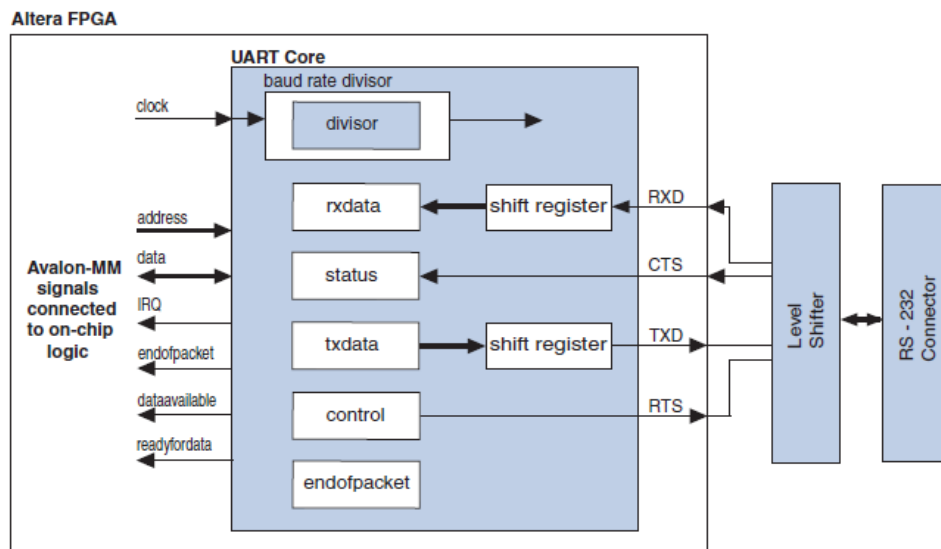 Altera FPGA
UART Core
baud rate divisor
clock
divisor
rxdata
shift register
RXD
address
data
status
CTS
Avalon-MM
signals
connected
to on-chip
logic
IRQ
txdata
shift register
TXD
endofpacket
dataavailable
control
RTS
readyfordata
endofpacket
Level
Shifter
RS - 232
Connector